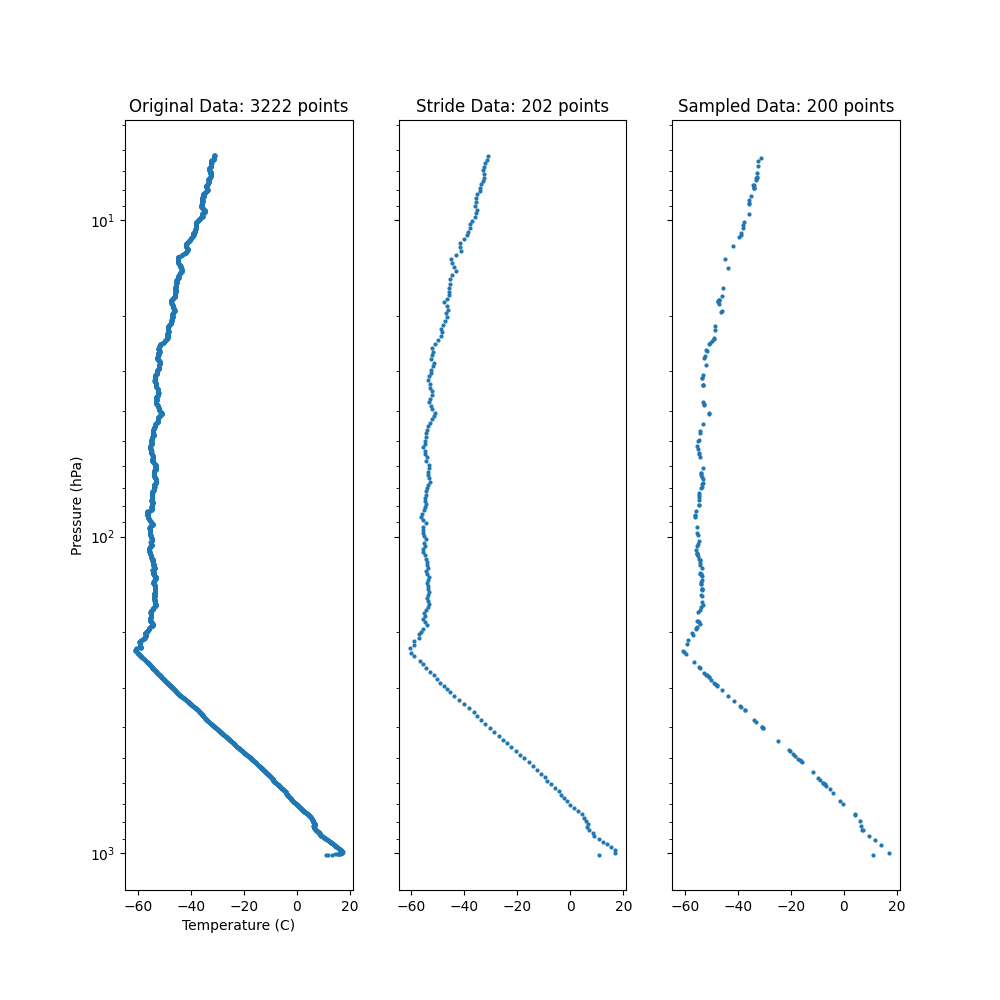 Original Data: 3222 points
Stride Data: 202 points
Sampled Data: 200 points
10¹
10²
10³
Pressure (hPa)
−60 −40 −20 0 20
−60 −40 −20 0 20
−60 −40 −20 0 20
Temperature (C)